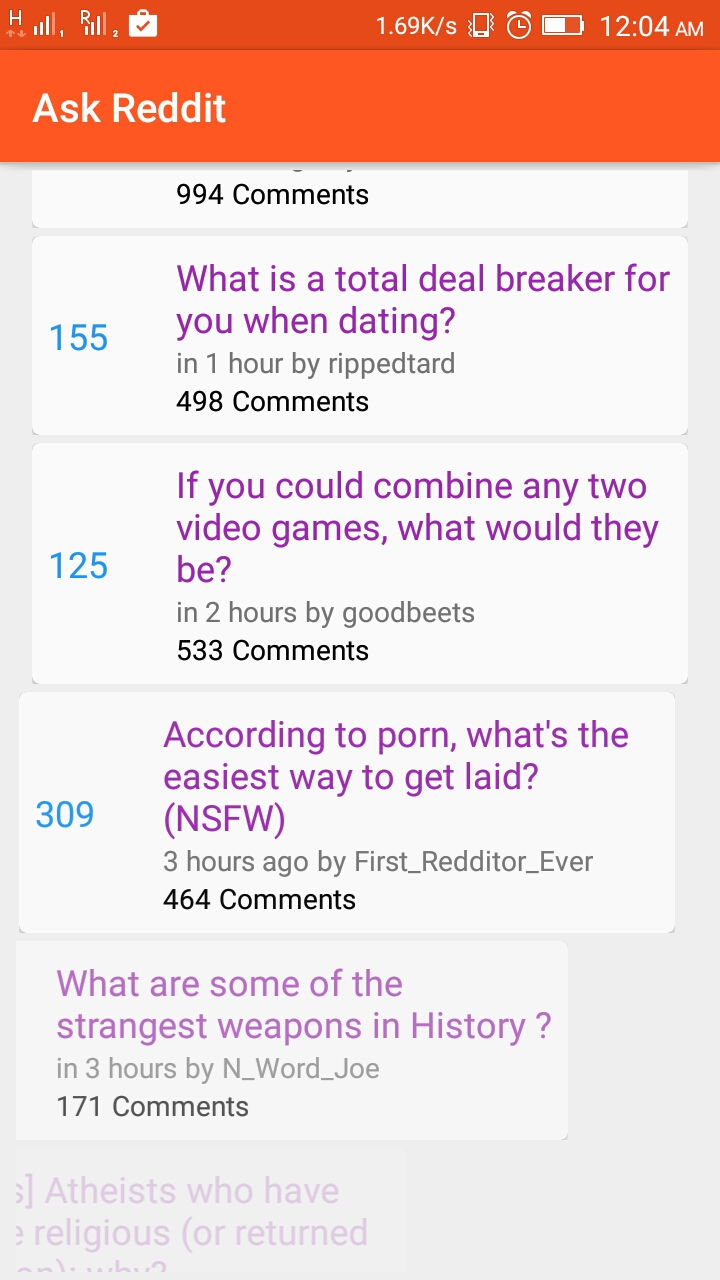 H 1 R 2 1.69K/s 12:04 AM
Ask Reddit
994 Comments
What is a total deal breaker for
you when dating?
155
in 1 hour by rippedtard
498 Comments
If you could combine any two
video games, what would they
be?
125
in 2 hours by goodbeets
533 Comments
According to porn, what's the
easiest way to get laid?
309
(NSFW)
3 hours ago by First_Redditor_Ever
464 Comments
What are some of the
strangest weapons in History ?
in 3 hours by N_Word_Joe
171 Comments
s] Atheists who have
e religious (or returned
on): why?